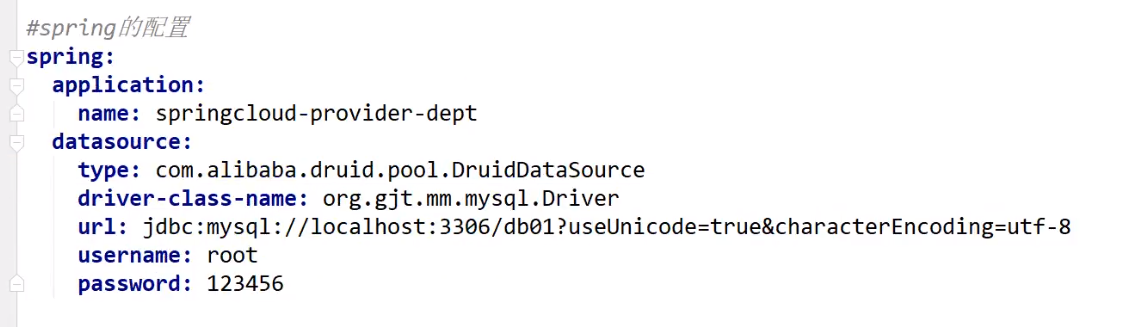 #spring的配置
spring:
  application:
    name: springcloud-provider-dept
  datasource:
    type: com.alibaba.druid.pool.DruidDataSource
    driver-class-name: org.gjt.mm.mysql.Driver
    url: jdbc:mysql://localhost:3306/db01?useUnicode=true&characterEncoding=utf-8
    username: root
    password: 123456